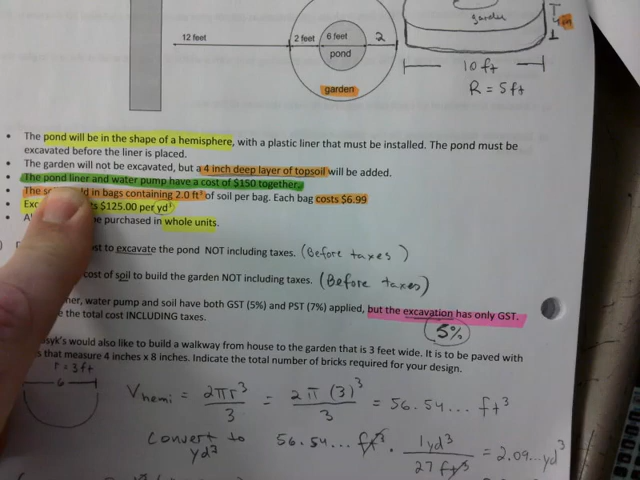 12 feet 2 feet 6 feet 2
pond
garden
garden
10 ft
R = 5 ft
• The pond will be in the shape of a hemisphere, with a plastic liner that must be installed. The pond must be
excavated before the liner is placed.
• The garden will not be excavated, but a 4 inch deep layer of topsoil will be added.
• The pond liner and water pump have a cost of $150 together.
• The in bags containing 2.0 ft³ of soil per bag. Each bag costs $6.99
• $125.00 per yd³
• purchased in whole units.
to excavate the pond NOT including taxes. (Before taxes)
cost of soil to build the garden NOT including taxes. (Before taxes)
water pump and soil have both GST (5%) and PST (7%) applied, but the excavation has only GST.
the total cost INCLUDING taxes.
5%
would also like to build a walkway from house to the garden that is 3 feet wide. It is to be paved with
that measure 4 inches x 8 inches. Indicate the total number of bricks required for your design.
r = 3 ft
6
Vhemi = 2πr³/3 = 2π(3)³/3 = 56.54... ft³
Convert to yd³ 56.54... ft³ · 1yd³/27 ft³ = 2.09... yd³